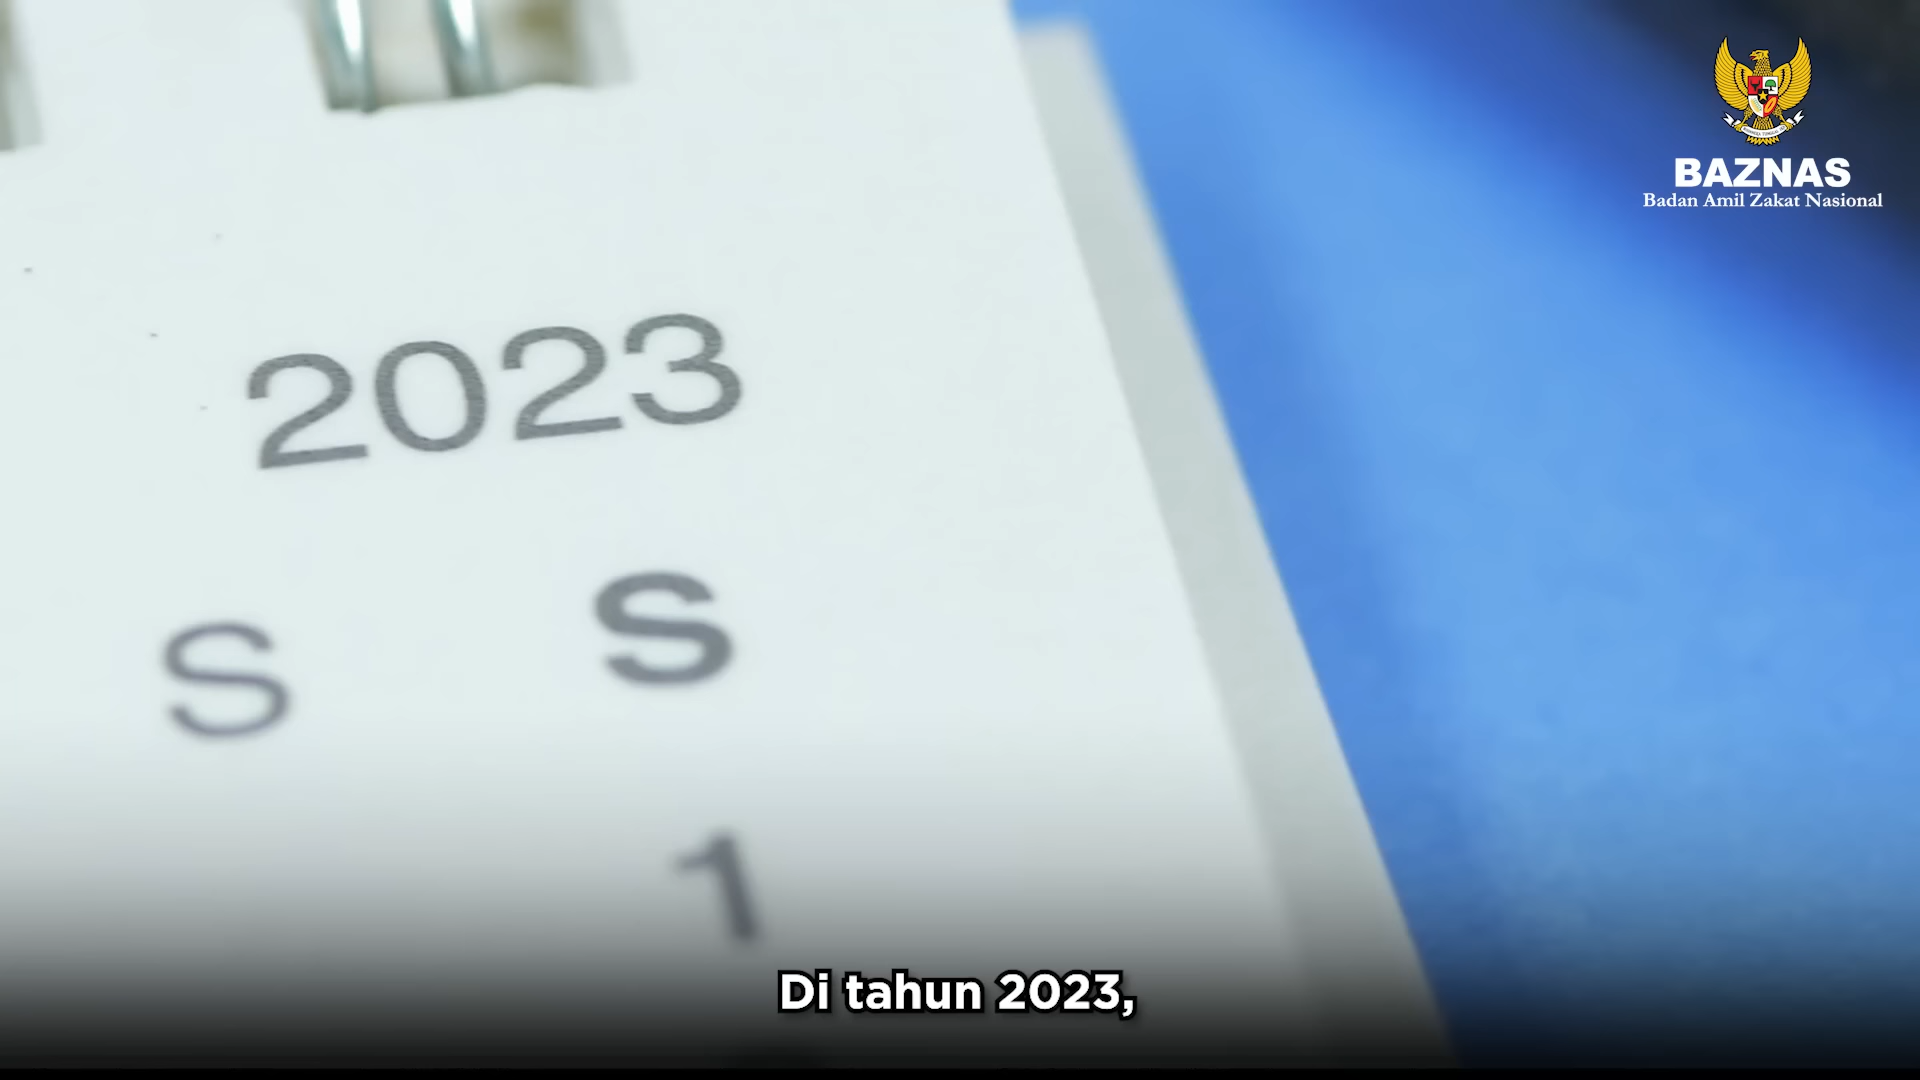 BAZNAS
Badan Amil Zakat Nasional
2023
S S
1
Di tahun 2023,